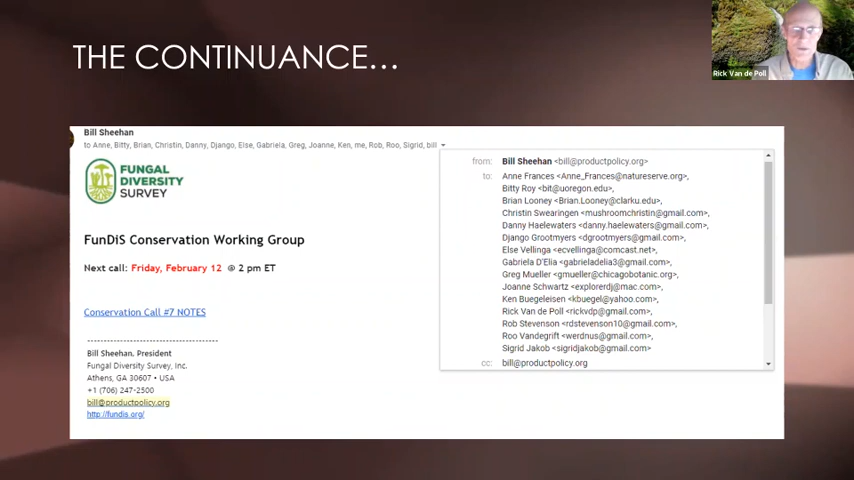 THE CONTINUANCE...
Rick Van de Poll
Bill Sheehan
to Anne, Bitty, Brian, Christin, Danny, Django, Else, Gabriela, Greg, Joanne, Ken, me, Rob, Roo, Sigrid, bill
FUNGAL
DIVERSITY
SURVEY
FunDiS Conservation Working Group
Next call: Friday, February 12 @ 2 pm ET
Conservation Call #7 NOTES
----------------------------------------
Bill Sheehan, President
Fungal Diversity Survey, Inc.
Athens, GA 30607 • USA
+1 (706) 247-2500
bill@productpolicy.org
http://fundis.org/
from: Bill Sheehan <bill@productpolicy.org>
to: Anne Frances <Anne_Frances@natureserve.org>,
Bitty Roy <bit@uoregon.edu>,
Brian Looney <Brian.Looney@clarku.edu>,
Christin Swearingen <mushroomchristin@gmail.com>,
Danny Haelewaters <danny.haelewaters@gmail.com>,
Django Grootmyers <dgrootmyers@gmail.com>,
Else Vellinga <ecvellinga@comcast.net>,
Gabriela D'Elia <gabrieladelia3@gmail.com>,
Greg Mueller <gmueller@chicagobotanic.org>,
Joanne Schwartz <explorerdj@mac.com>,
Ken Buegeleisen <kbuegel@yahoo.com>,
Rick Van de Poll <rickvdp@gmail.com>,
Rob Stevenson <rdstevenson10@gmail.com>,
Roo Vandegrift <werdnus@gmail.com>,
Sigrid Jakob <sigridjakob@gmail.com>
cc: bill@productpolicy.org